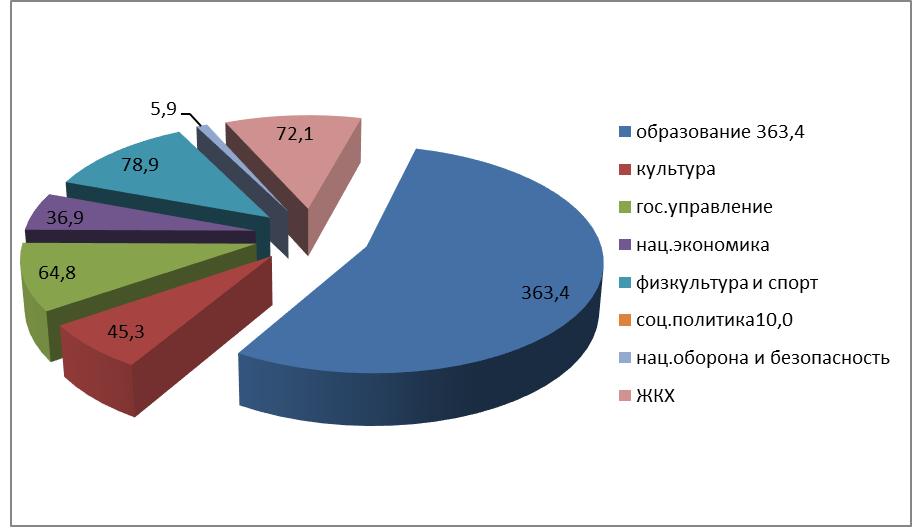 5,9
72,1
78,9
36,9
64,8
45,3
363,4
образование 363,4
культура
гос.управление
нац.экономика
физкультура и спорт
соц.политика10,0
нац.оборона и безопасность
ЖКХ